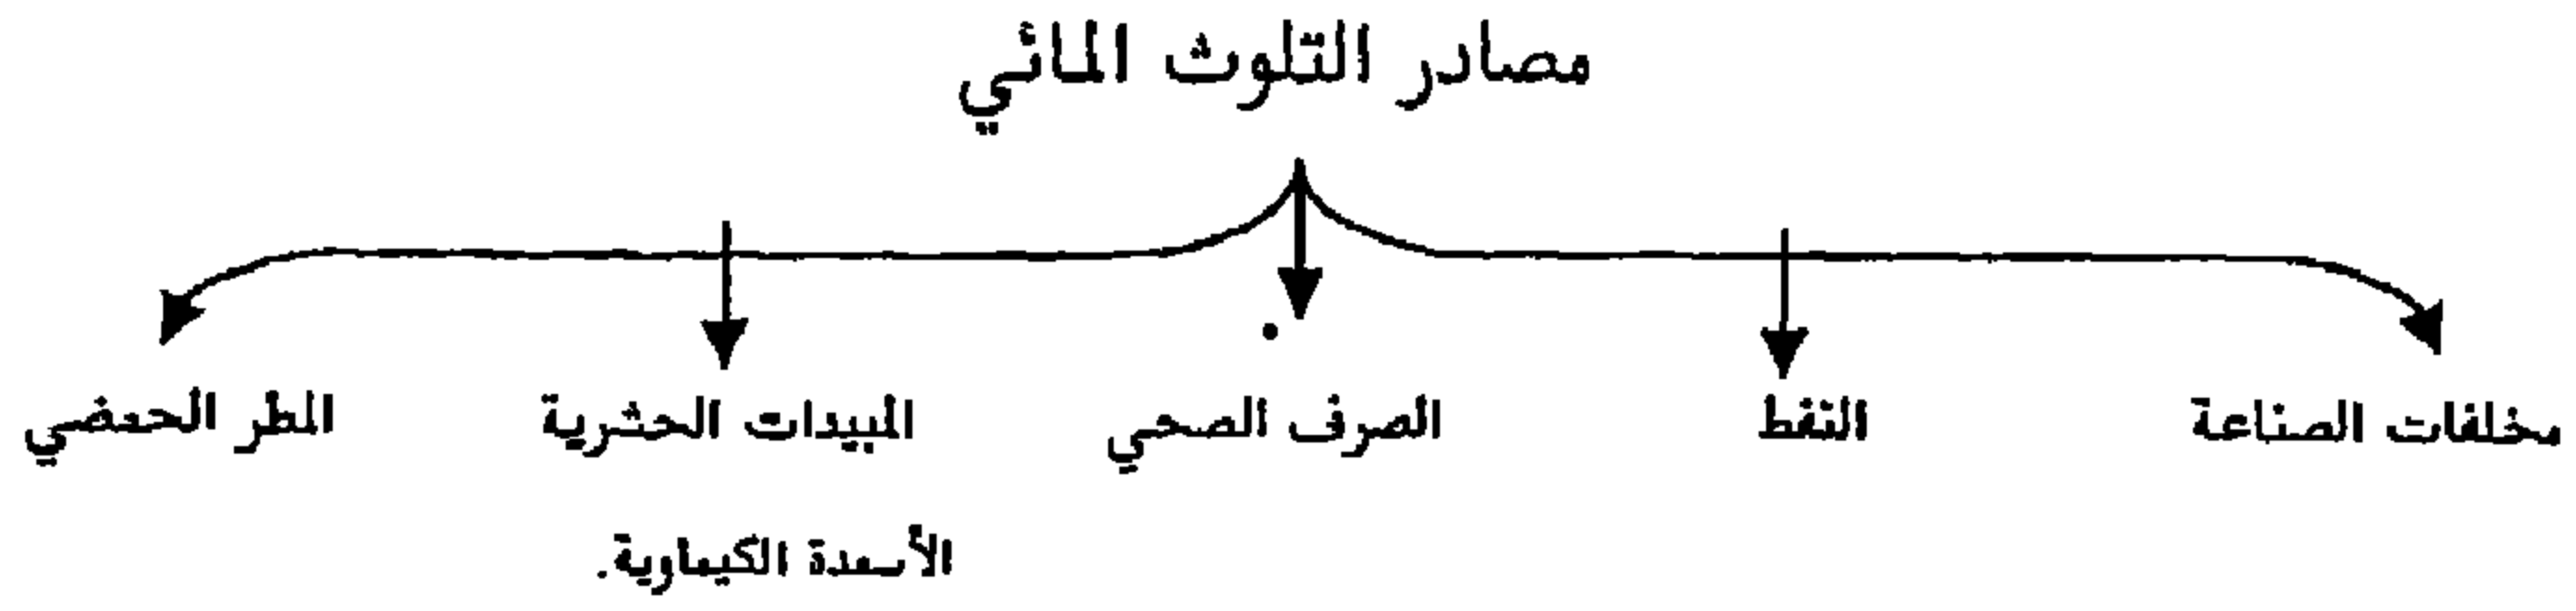 مصادر التلوث المائي
مخلفات الصناعة
النفط
الصرف الصحي
المبيدات الحشرية
الأسمدة الكيماوية.
المطر الحمضي